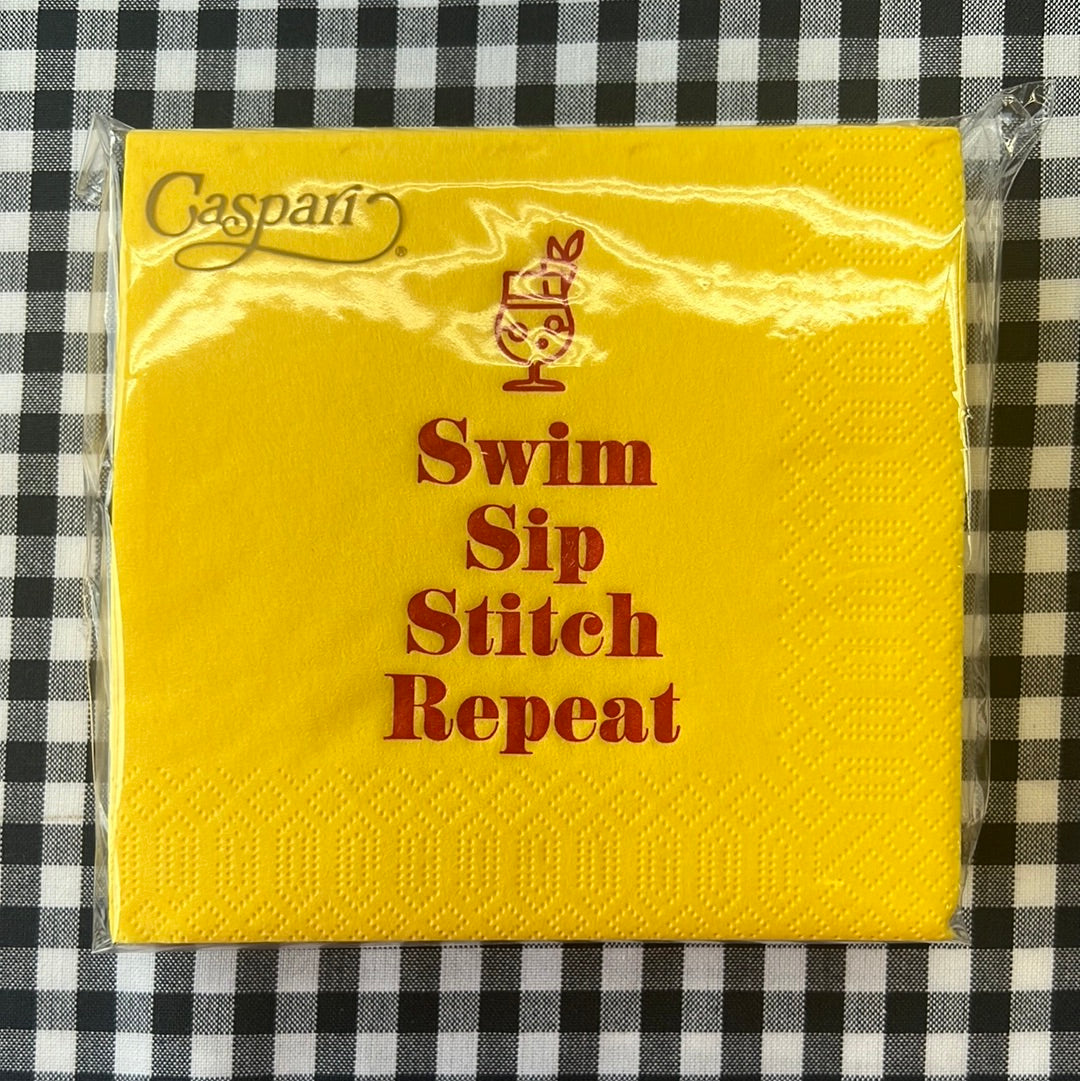 Caspari®
Swim
Sip
Stitch
Repeat